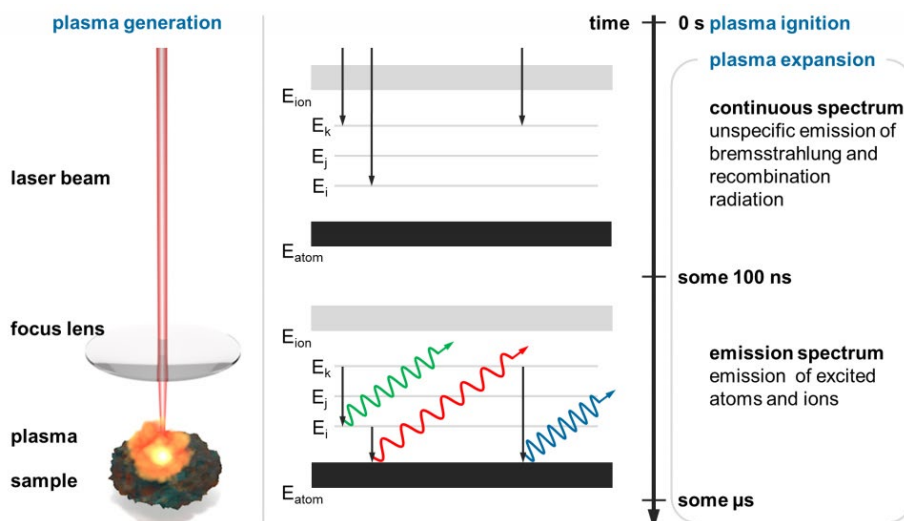 plasma generation
laser beam
focus lens
plasma
sample
E_ion
E_k
E_j
E_i
E_atom
E_ion
E_k
E_j
E_i
E_atom
time
0 s plasma ignition
plasma expansion
continuous spectrum
unspecific emission of
bremsstrahlung and
recombination
radiation
some 100 ns
emission spectrum
emission of excited
atoms and ions
some µs